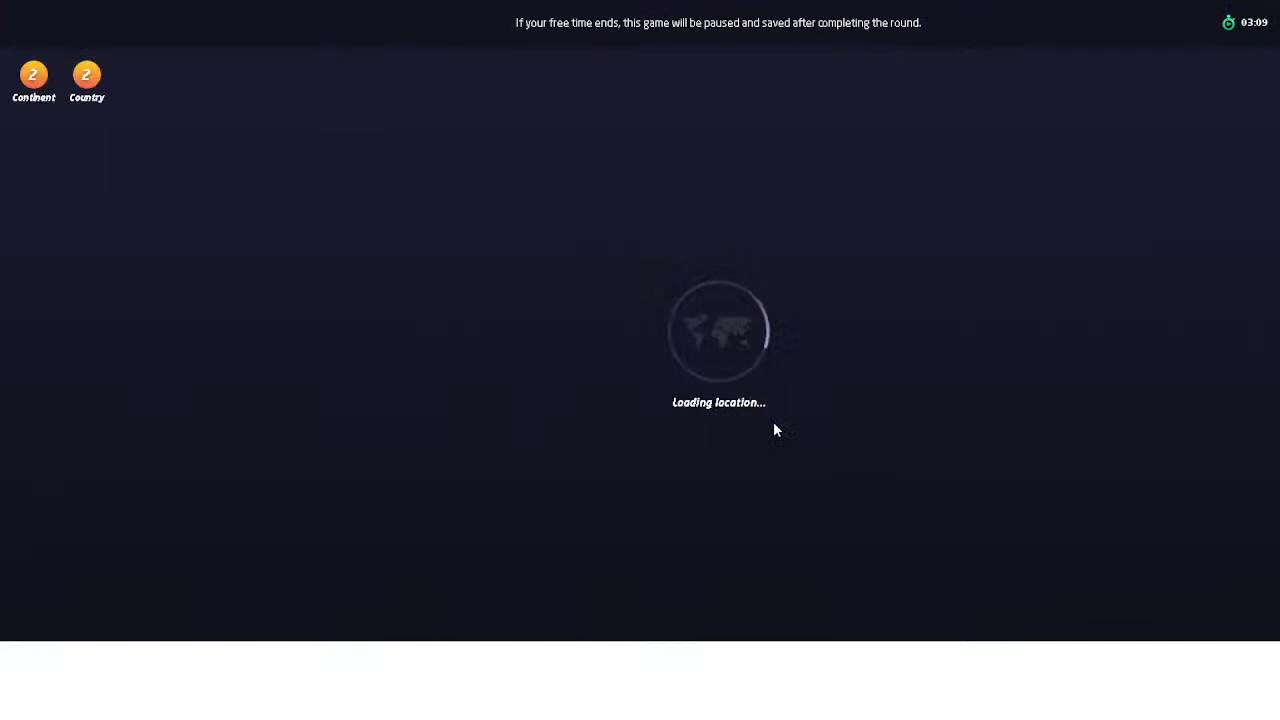 If your free time ends, this game will be paused and saved after completing the round.
03:09
2 2
Continent Country
Loading location...